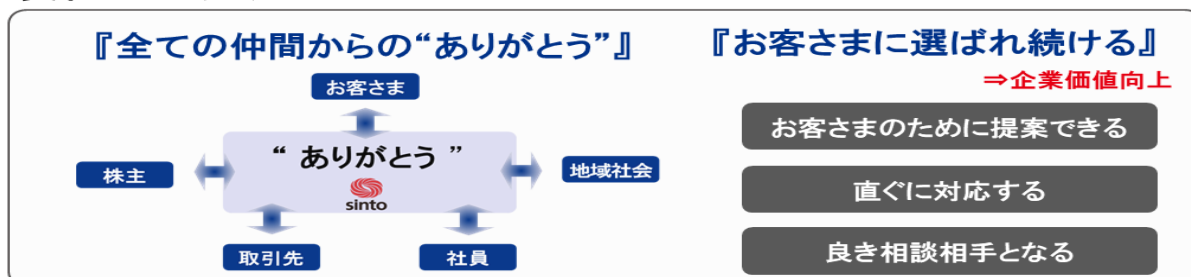 『全ての仲間からの“ありがとう”』
お客さま
“ ありがとう ”
sinto
株主
地域社会
取引先
社員
『お客さまに選ばれ続ける』
⇒企業価値向上
お客さまのために提案できる
直ぐに対応する
良き相談相手となる